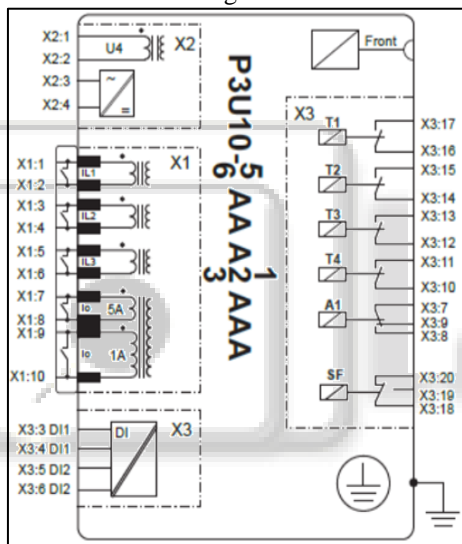 X2:1
X2:2
X2:3
X2:4
U4
X2
~
=
Front
P3U10-5 AA A2 AAA
6
1
3
X1:1
X1:2
X1:3
X1:4
X1:5
X1:6
X1:7
X1:8
X1:9
X1:10
X1
IL1
IL2
IL3
Io
5A
Io
1A
X3:3 DI1
X3:4 DI1
X3:5 DI2
X3:6 DI2
DI
X3
X3
T1
X3:17
X3:16
T2
X3:15
X3:14
T3
X3:13
X3:12
T4
X3:11
X3:10
A1
X3:7
X3:9
X3:8
SF
X3:20
X3:19
X3:18